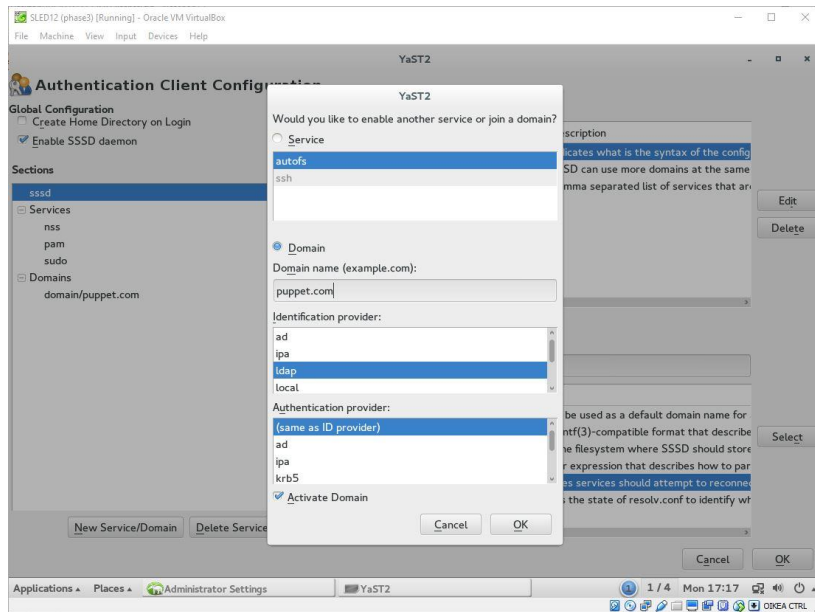 SLED12 (phase3) [Running] - Oracle VM VirtualBox
File Machine View Input Devices Help
YaST2
Authentication Client Configuration
Global Configuration
Create Home Directory on Login
Enable SSSD daemon
Sections
sssd
Services
nss
pam
sudo
Domains
domain/puppet.com
New Service/Domain Delete Service
YaST2
Would you like to enable another service or join a domain?
Service
autofs
ssh
Domain
Domain name (example.com):
puppet.com
Identification provider:
ad
ipa
ldap
local
Authentication provider:
(same as ID provider)
ad
ipa
krb5
Activate Domain
Cancel OK
scription
licates what is the syntax of the config
SD can use more domains at the same
mma separated list of services that are
Edit
Delete
be used as a default domain name for
ntf(3)-compatible format that describe
he filesystem where SSSD should store
r expression that describes how to par
es services should attempt to reconnec
s the state of resolv.conf to identify wh
Select
Cancel OK
Applications Places Administrator Settings YaST2 1 1 / 4 Mon 17:17
OIKEA CTRL